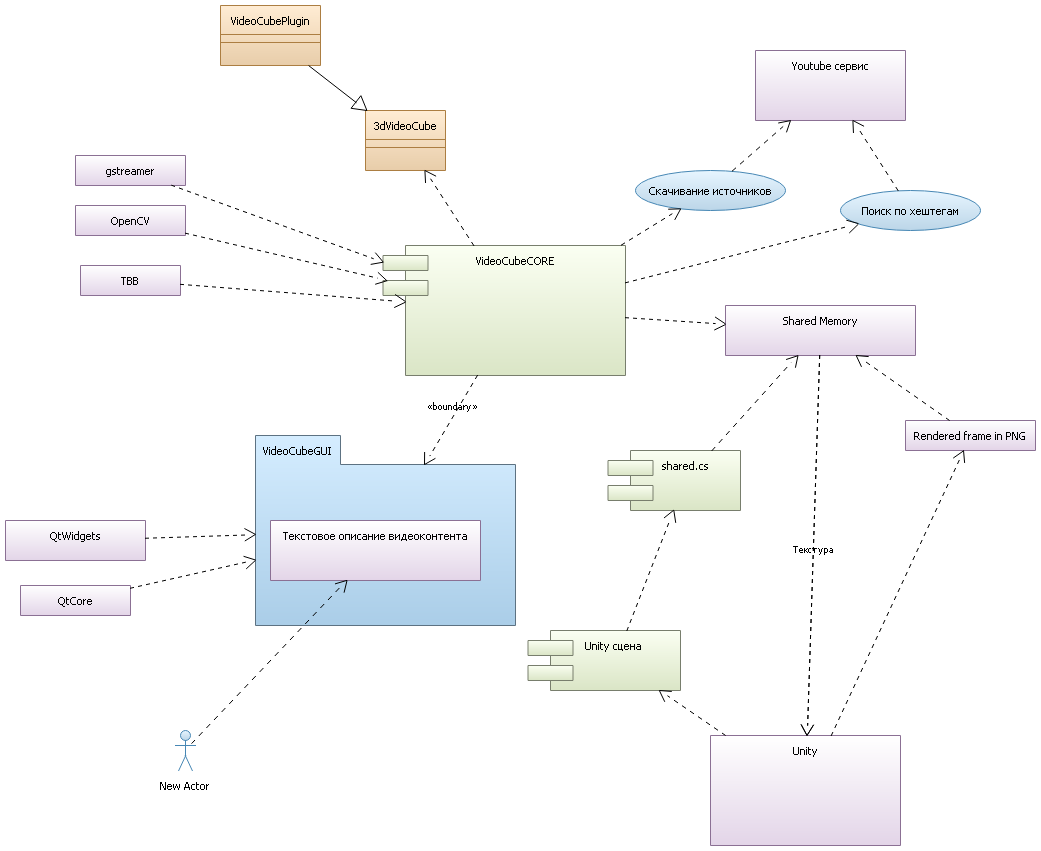 VideoCubePlugin
Youtube сервис
3dVideoCube
gstreamer
Скачивание источников
OpenCV
Поиск по хештегам
VideoCubeCORE
TBB
Shared Memory
«boundary»
Rendered frame in PNG
VideoCubeGUI
shared.cs
QtWidgets
Текстовое описание видеоконтента
Текстура
QtCore
Unity сцена
Unity
New Actor